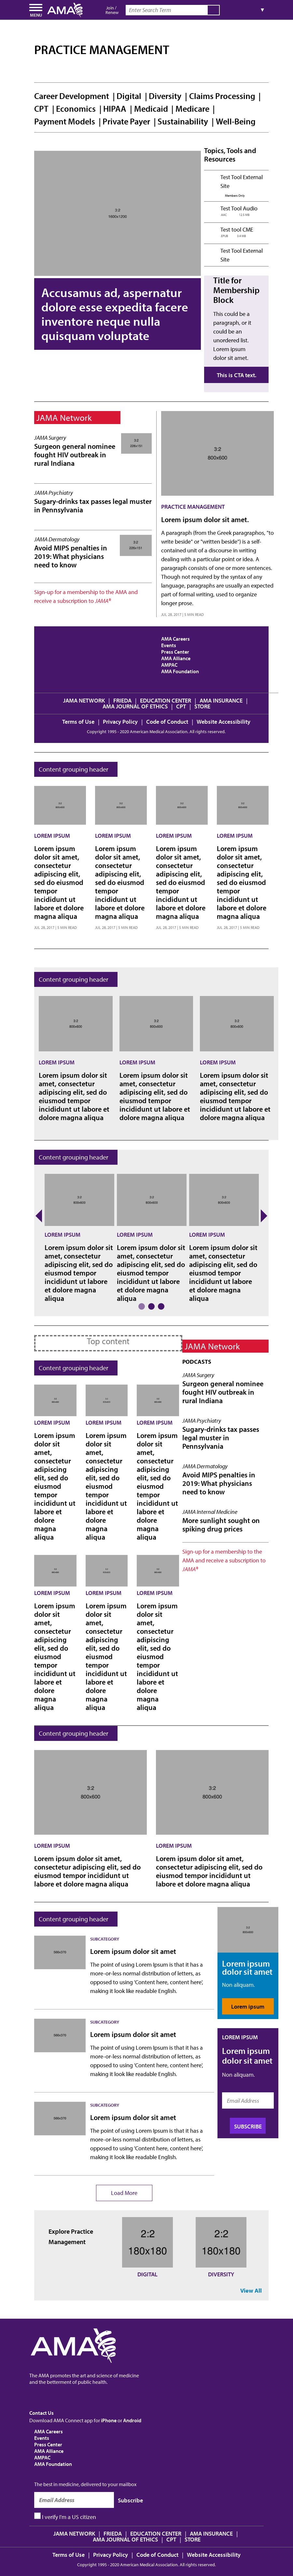 MENU
AMA
Join /
Renew
Enter Search Term
PRACTICE MANAGEMENT
Career Development | Digital | Diversity | Claims Processing |
CPT | Economics | HIPAA | Medicaid | Medicare |
Payment Models | Private Payer | Sustainability | Well-Being
Topics, Tools and
Resources
Test Tool External
Site
Members Only
Test Tool Audio
Test tool CME
Test Tool External
Site
Accusamus ad, aspernatur
dolore esse expedita facere
inventore neque nulla
quisquam voluptate
Title for
Membership
Block
This could be a
paragraph, or it
could be an
unordered list.
Lorem ipsum
dolor sit amet.
This is CTA text.
JAMA Network
JAMA Surgery
Surgeon general nominee
fought HIV outbreak in
rural Indiana
JAMA Psychiatry
Sugary-drinks tax passes legal muster
in Pennsylvania
JAMA Dermatology
Avoid MIPS penalties in
2019: What physicians
need to know
Sign-up for a membership to the AMA and
receive a subscription to JAMA®
3:2
800x600
PRACTICE MANAGEMENT
Lorem ipsum dolor sit amet.
A paragraph (from the Greek paragraphos, "to
write beside" or "written beside") is a self-
contained unit of a discourse in writing
dealing with a particular point or idea. A
paragraph consists of one or more sentences.
Though not required by the syntax of any
language, paragraphs are usually an expected
part of formal writing, used to organize
longer prose.
JUL 28, 2017 | 5 MIN READ
AMA Careers
Events
Press Center
AMA Alliance
AMPAC
AMA Foundation
JAMA NETWORK | FRIEDA | EDUCATION CENTER | AMA INSURANCE |
AMA JOURNAL OF ETHICS | CPT | STORE
Terms of Use | Privacy Policy | Code of Conduct | Website Accessibility
Copyright 1995 - 2020 American Medical Association. All rights reserved.
Content grouping header
LOREM IPSUM LOREM IPSUM LOREM IPSUM LOREM IPSUM
Lorem ipsum Lorem ipsum Lorem ipsum Lorem ipsum
dolor sit amet, dolor sit amet, dolor sit amet, dolor sit amet,
consectetur consectetur consectetur consectetur
adipiscing elit, adipiscing elit, adipiscing elit, adipiscing elit,
sed do eiusmod sed do eiusmod sed do eiusmod sed do eiusmod
tempor tempor tempor tempor
incididunt ut incididunt ut incididunt ut incididunt ut
labore et dolore labore et dolore labore et dolore labore et dolore
magna aliqua magna aliqua magna aliqua magna aliqua
JUL 28, 2017 | 5 MIN READ JUL 28, 2017 | 5 MIN READ JUL 28, 2017 | 5 MIN READ JUL 28, 2017 | 5 MIN READ
Content grouping header
LOREM IPSUM LOREM IPSUM LOREM IPSUM
Lorem ipsum dolor sit Lorem ipsum dolor sit Lorem ipsum dolor sit
amet, consectetur amet, consectetur amet, consectetur
adipiscing elit, sed do adipiscing elit, sed do adipiscing elit, sed do
eiusmod tempor eiusmod tempor eiusmod tempor
incididunt ut labore et incididunt ut labore et incididunt ut labore et
dolore magna aliqua dolore magna aliqua dolore magna aliqua
Content grouping header
LOREM IPSUM LOREM IPSUM LOREM IPSUM
Lorem ipsum dolor sit Lorem ipsum dolor sit Lorem ipsum dolor sit
amet, consectetur amet, consectetur amet, consectetur
adipiscing elit, sed do adipiscing elit, sed do adipiscing elit, sed do
eiusmod tempor eiusmod tempor eiusmod tempor
incididunt ut labore incididunt ut labore incididunt ut labore
et dolore magna et dolore magna et dolore magna
aliqua aliqua aliqua
Top content
Content grouping header
LOREM IPSUM LOREM IPSUM LOREM IPSUM
Lorem ipsum Lorem ipsum Lorem ipsum
dolor sit dolor sit dolor sit
amet, amet, amet,
consectetur consectetur consectetur
adipiscing adipiscing adipiscing
elit, sed do elit, sed do elit, sed do
eiusmod eiusmod eiusmod
tempor tempor tempor
incididunt ut incididunt ut incididunt ut
labore et labore et labore et
dolore dolore dolore
magna magna magna
aliqua aliqua aliqua
LOREM IPSUM LOREM IPSUM LOREM IPSUM
Lorem ipsum Lorem ipsum Lorem ipsum
dolor sit dolor sit dolor sit
amet, amet, amet,
consectetur consectetur consectetur
adipiscing adipiscing adipiscing
elit, sed do elit, sed do elit, sed do
eiusmod eiusmod eiusmod
tempor tempor tempor
incididunt ut incididunt ut incididunt ut
labore et labore et labore et
dolore dolore dolore
magna magna magna
aliqua aliqua aliqua
JAMA Network
PODCASTS
JAMA Surgery
Surgeon general nominee
fought HIV outbreak in
rural Indiana
JAMA Psychiatry
Sugary-drinks tax passes
legal muster in
Pennsylvania
JAMA Dermatology
Avoid MIPS penalties in
2019: What physicians
need to know
JAMA Internal Medicine
More sunlight sought on
spiking drug prices
Sign-up for a membership to the
AMA and receive a subscription to
JAMA®
Content grouping header
3:2 3:2
800x600 800x600
LOREM IPSUM LOREM IPSUM
Lorem ipsum dolor sit amet, Lorem ipsum dolor sit amet,
consectetur adipiscing elit, sed do consectetur adipiscing elit, sed do
eiusmod tempor incididunt ut eiusmod tempor incididunt ut
labore et dolore magna aliqua labore et dolore magna aliqua
Content grouping header
SUBCATEGORY
Lorem ipsum dolor sit amet
The point of using Lorem Ipsum is that it has a
more-or-less normal distribution of letters, as
opposed to using 'Content here, content here',
making it look like readable English.
SUBCATEGORY
Lorem ipsum dolor sit amet
The point of using Lorem Ipsum is that it has a
more-or-less normal distribution of letters, as
opposed to using 'Content here, content here',
making it look like readable English.
SUBCATEGORY
Lorem ipsum dolor sit amet
The point of using Lorem Ipsum is that it has a
more-or-less normal distribution of letters, as
opposed to using 'Content here, content here',
making it look like readable English.
Load More
Lorem ipsum
dolor sit amet
Non aliquam.
Lorem ipsum
LOREM IPSUM
Lorem ipsum
dolor sit amet
Non aliquam.
Email Address
SUBSCRIBE
Explore Practice
Management
2:2 2:2
180x180 180x180
DIGITAL DIVERSITY
View All
AMA
The AMA promotes the art and science of medicine
and the betterment of public health.
Contact Us
Download AMA Connect app for iPhone or Android
AMA Careers
Events
Press Center
AMA Alliance
AMPAC
AMA Foundation
The best in medicine, delivered to your mailbox
Email Address
Subscribe
I verify I'm a US citizen
JAMA NETWORK | FRIEDA | EDUCATION CENTER | AMA INSURANCE |
AMA JOURNAL OF ETHICS | CPT | STORE
Terms of Use | Privacy Policy | Code of Conduct | Website Accessibility
Copyright 1995 - 2020 American Medical Association. All rights reserved.